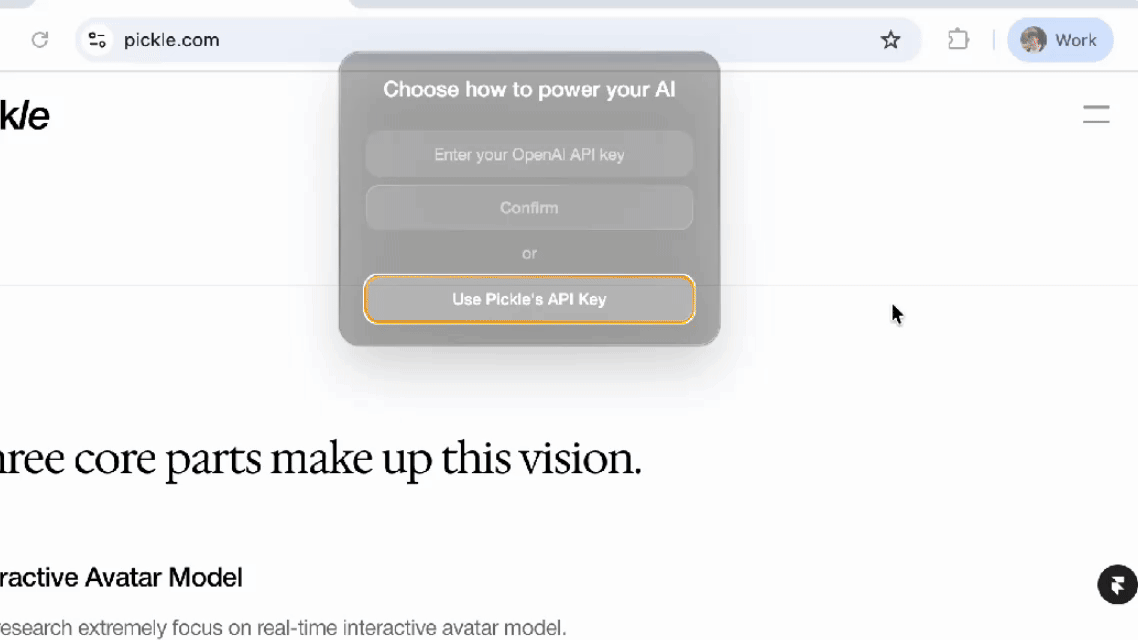 pickle.com
Work
Choose how to power your AI
kle
Enter your OpenAI API key
Confirm
or
Use Pickle's API Key
hree core parts make up this vision.
ractive Avatar Model
research extremely focus on real-time interactive avatar model.